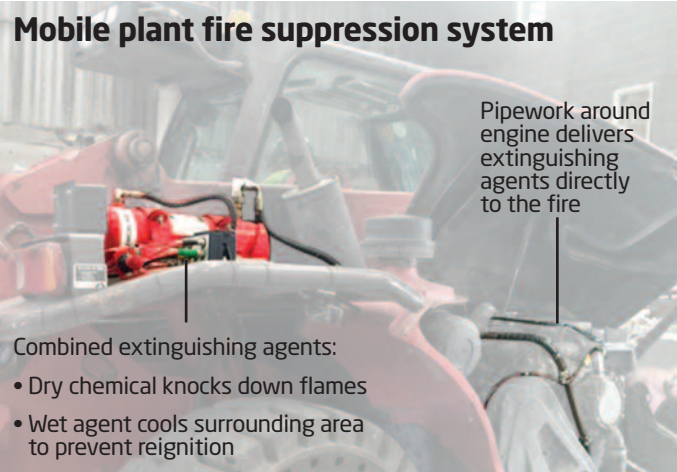 Mobile plant fire suppression system
Pipework around
engine delivers
extinguishing
agents directly
to the fire
Combined extinguishing agents:
• Dry chemical knocks down flames
• Wet agent cools surrounding area
to prevent reignition